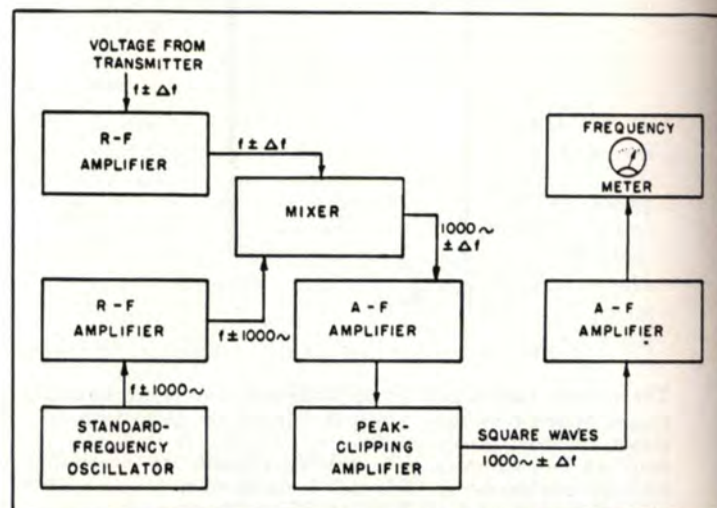 VOLTAGE FROM
TRANSMITTER
f ± Δf
R-F
AMPLIFIER
f ± Δf
MIXER
1000~
± Δf
R-F
AMPLIFIER
f ± 1000~
f ± 1000~
STANDARD-
FREQUENCY
OSCILLATOR
A-F
AMPLIFIER
PEAK-
CLIPPING
AMPLIFIER
SQUARE WAVES
1000~ ± Δf
A-F
AMPLIFIER
FREQUENCY
METER